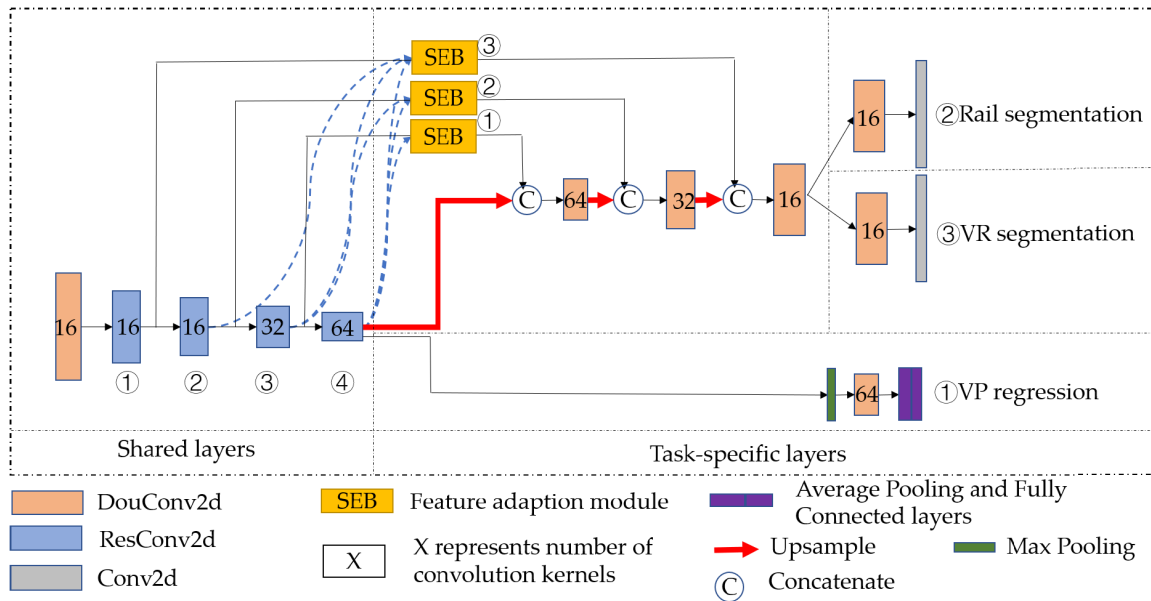 SEB ③
SEB ②
SEB ①
16
②Rail segmentation
C
64
C
32
C
16
16
③VR segmentation
16
16
16
32
64
①
②
③
④
64
①VP regression
Shared layers
Task-specific layers
DouConv2d
SEB
Feature adaption module
Average Pooling and Fully
Connected layers
ResConv2d
X
X represents number of
convolution kernels
Upsample
Max Pooling
Conv2d
C
Concatenate